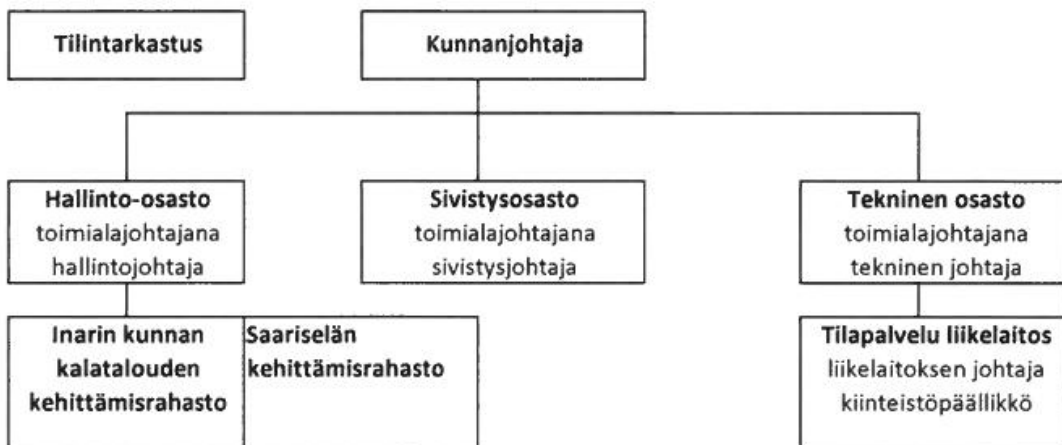 Tilintarkastus
Kunnanjohtaja
Hallinto-osasto
toimialajohtajana
hallintojohtaja
Sivistysosasto
toimialajohtajana
sivistysjohtaja
Tekninen osasto
toimialajohtajana
tekninen johtaja
Inarin kunnan
kalatalouden
kehittämisrahasto
Saariselän
kehittämisrahasto
Tilapalvelu liikelaitos
liikelaitoksen johtaja
kiinteistöpäällikkö